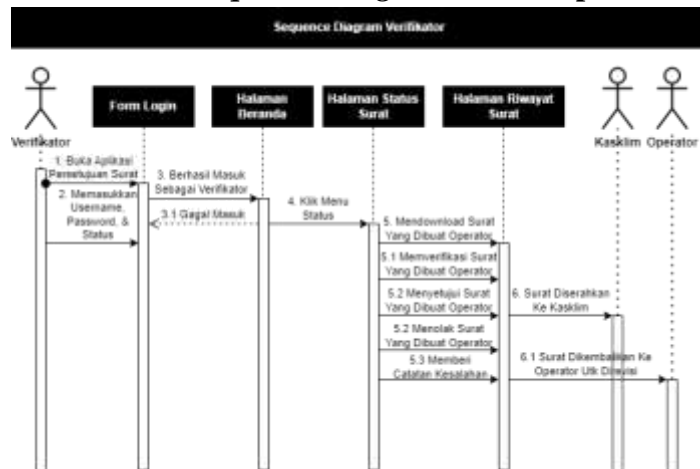 Sequence Diagram Verifikator
Form Login
Halaman
Beranda
Halaman Status
Surat
Halaman Riwayat
Surat
Verifikator
Kasklim
Operator
1. Buka Aplikasi
Persetujuan Surat
2. Memasukkan
Username,
Password, &
Status
3. Berhasil Masuk
Sebagai Verifikator
3.1 Gagal Masuk
4. Klik Menu
Status
5. Mendownload Surat
Yang Dibuat Operator
5.1 Memverifikasi Surat
Yang Dibuat Operator
5.2 Menyetujui Surat
Yang Dibuat Operator
6. Surat Diserahkan
Ke Kasklim
5.2 Menolak Surat
Yang Dibuat Operator
5.3 Memberi
Catatan Kesalahan
6.1 Surat Dikembalikan Ke
Operator Utk Direvisi